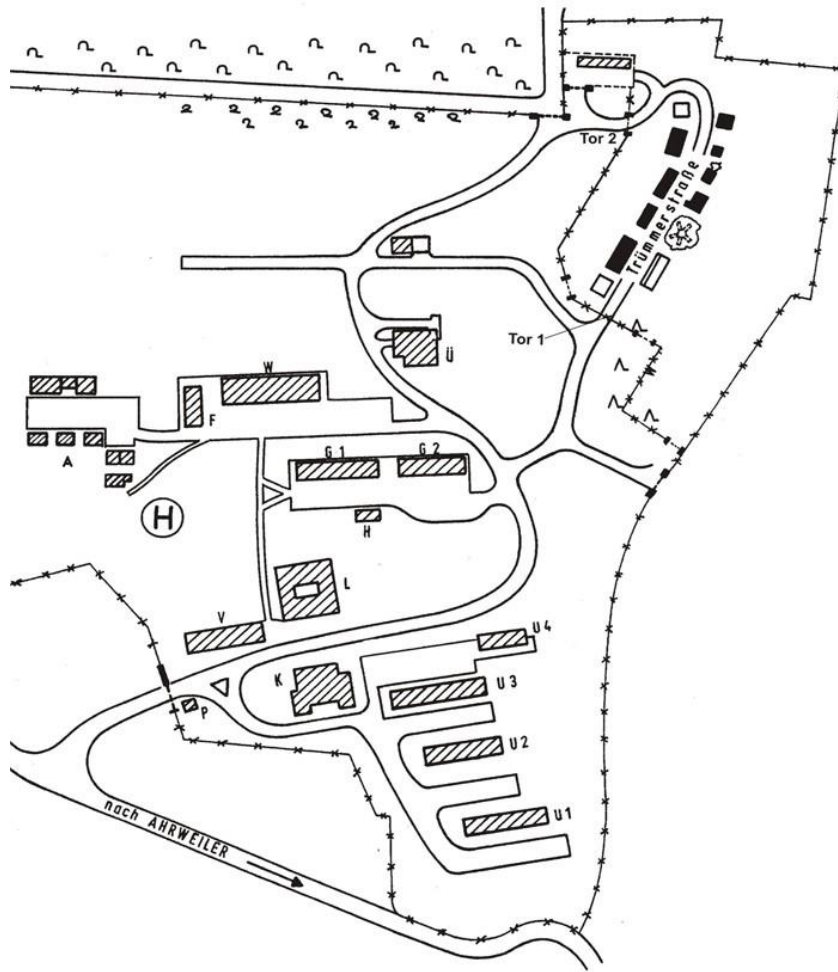 Tor 2
Trümmerstraße
Tor 1
Ü
W
F
A
G 1
G 2
H
H
L
V
U 4
K
U 3
P
U 2
U 1
nach AHRWEILER